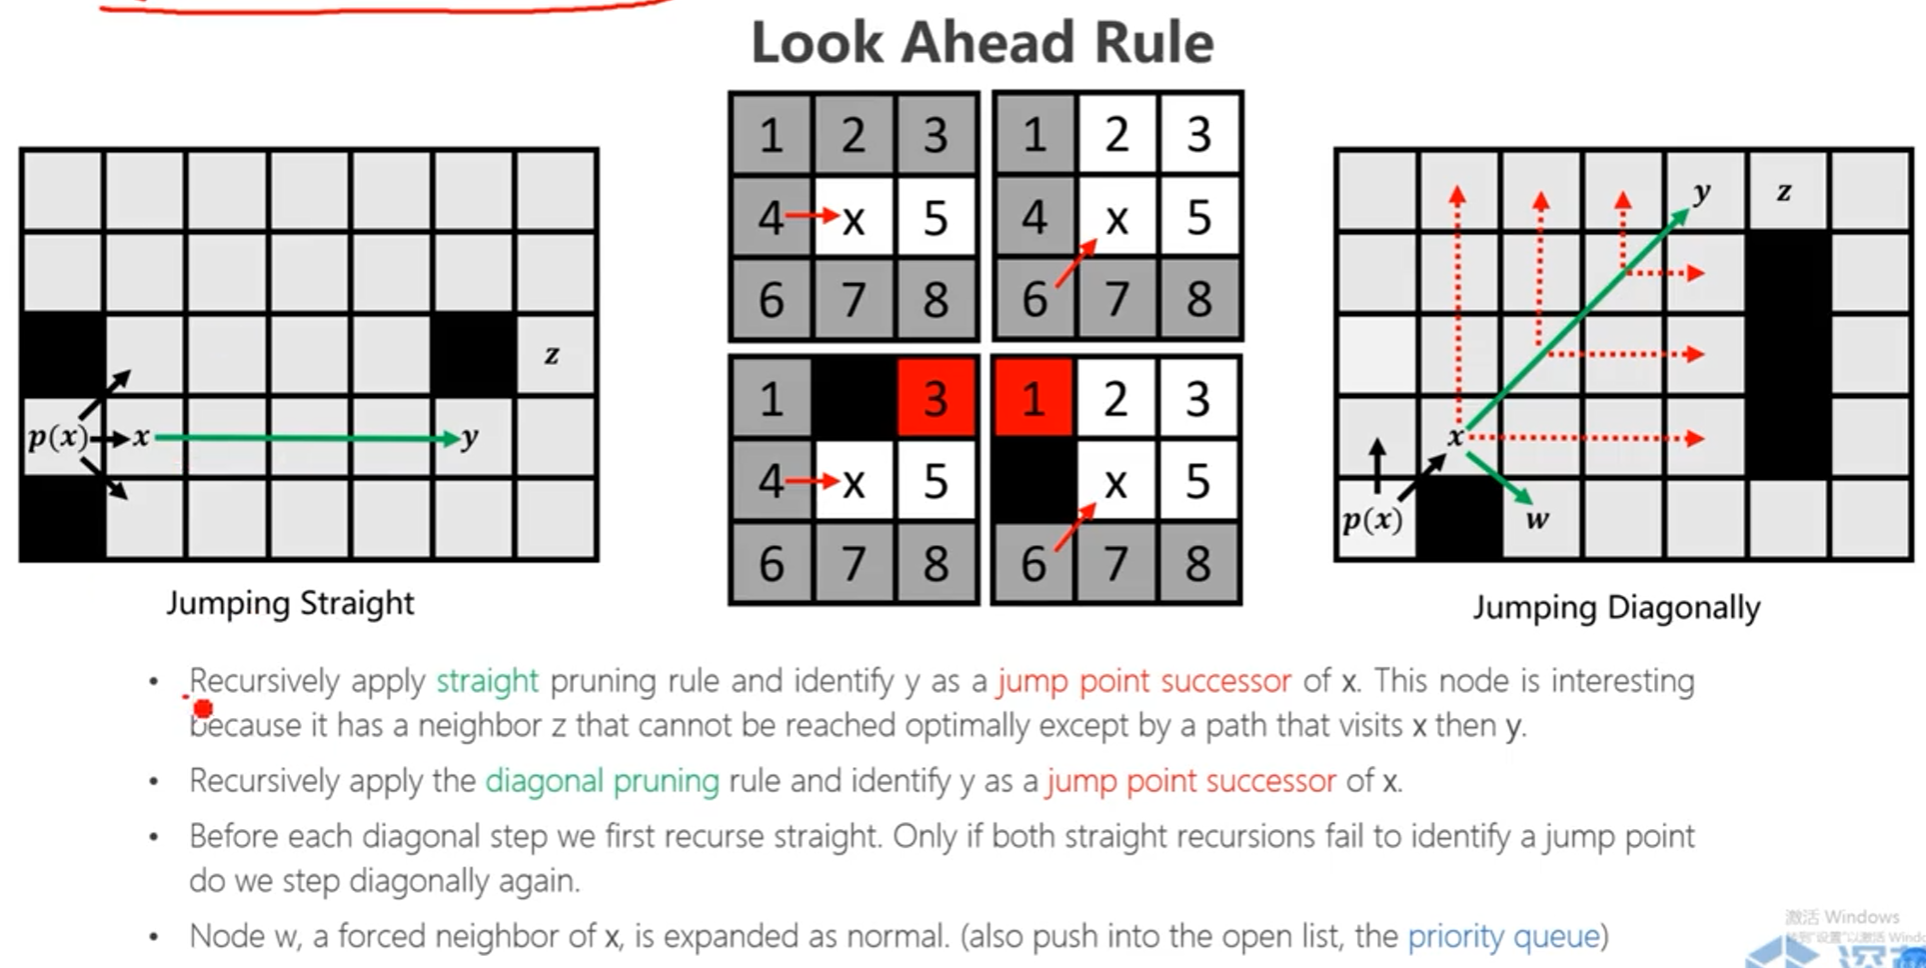 Look Ahead Rule
1 2 3
4 x 5
6 7 8
1 2 3
4 x 5
6 7 8
1 3
4 x 5
6 7 8
1 2 3
x 5
6 7 8
z
p(x) x y
Jumping Straight
y z
x
p(x) w
Jumping Diagonally
• Recursively apply straight pruning rule and identify y as a jump point successor of x. This node is interesting
because it has a neighbor z that cannot be reached optimally except by a path that visits x then y.
• Recursively apply the diagonal pruning rule and identify y as a jump point successor of x.
• Before each diagonal step we first recurse straight. Only if both straight recursions fail to identify a jump point
do we step diagonally again.
• Node w, a forced neighbor of x, is expanded as normal. (also push into the open list, the priority queue)
激活 Windows